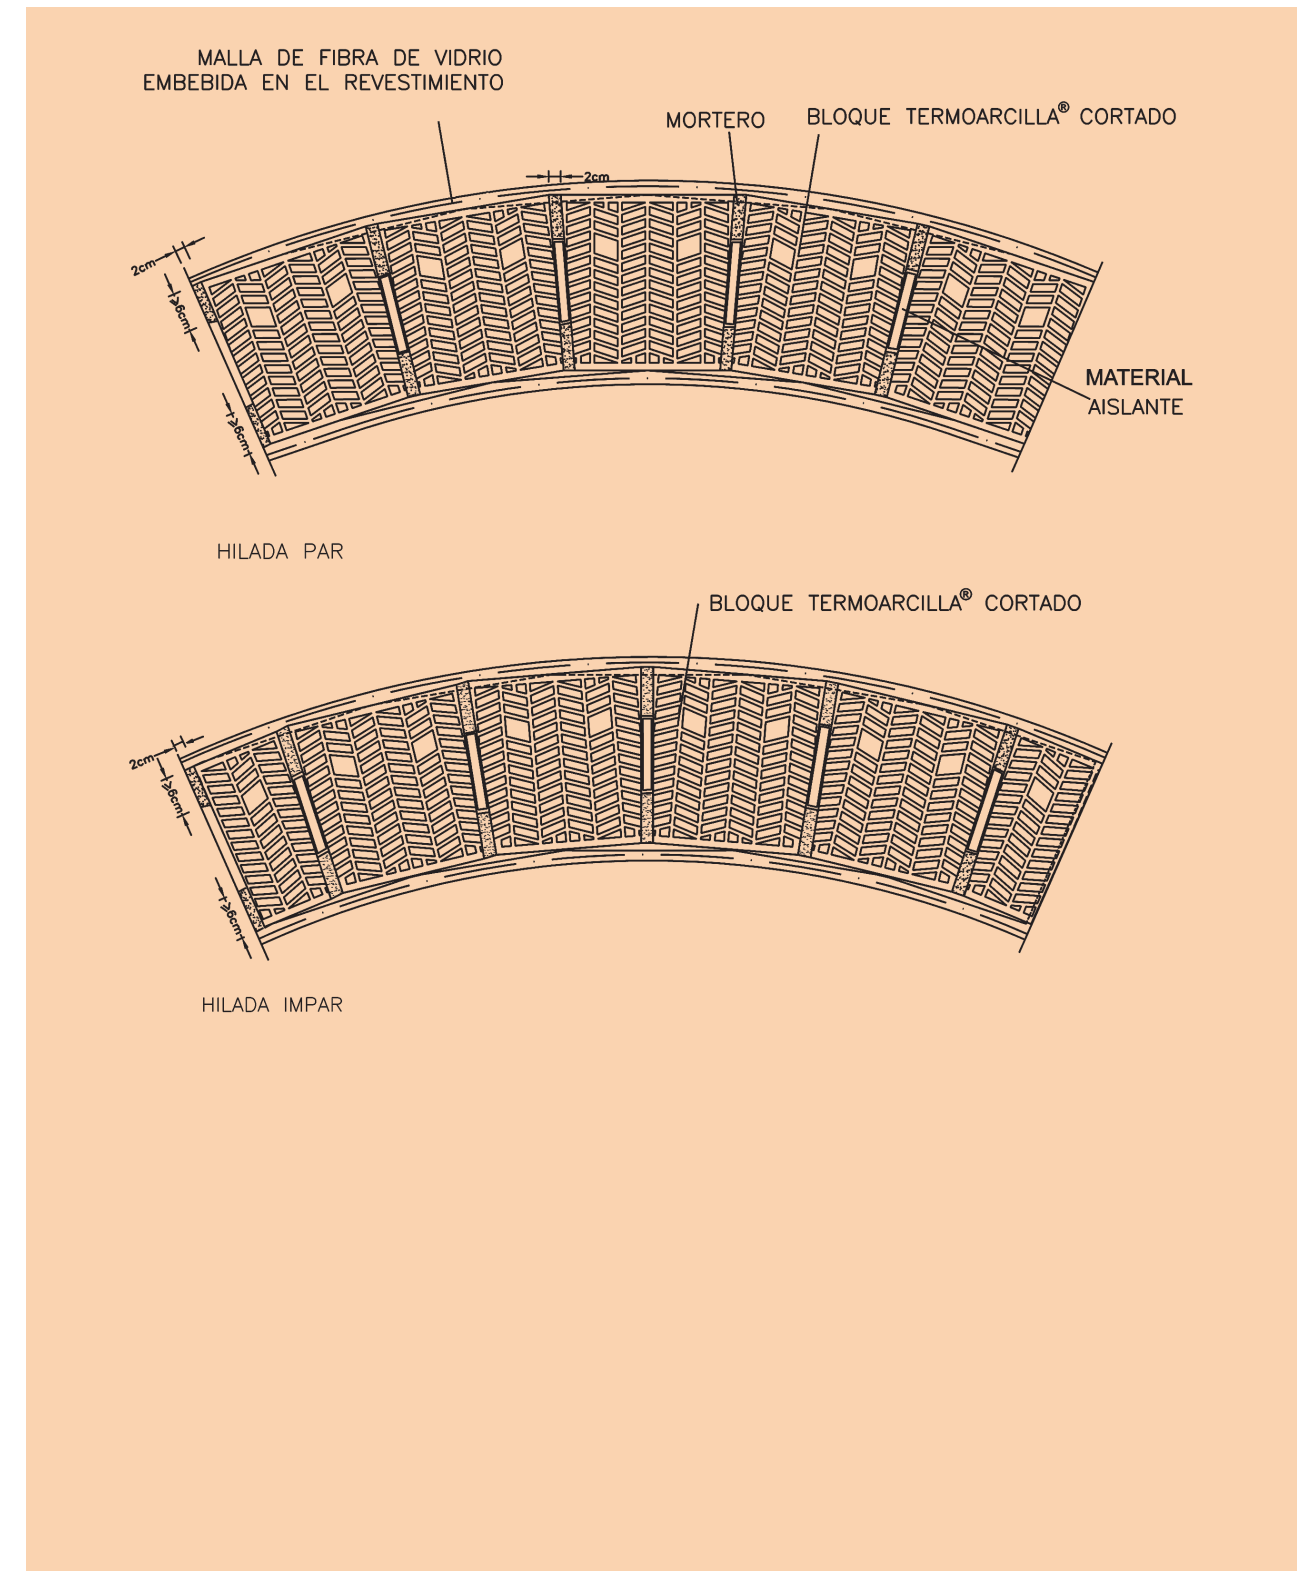 MALLA DE FIBRA DE VIDRIO
EMBEBIDA EN EL REVESTIMIENTO
MORTERO
BLOQUE TERMOARCILLA® CORTADO
2cm
2cm
≥6cm
≥6cm
MATERIAL
AISLANTE
HILADA PAR
BLOQUE TERMOARCILLA® CORTADO
2cm
≥6cm
≥6cm
HILADA IMPAR